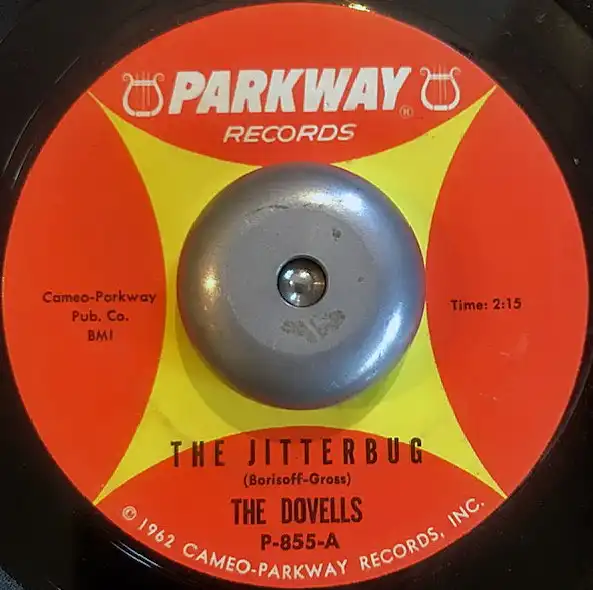 PARKWAY ®
RECORDS
Cameo-Parkway
Pub. Co.
BMI
Time: 2:15
THE JITTERBUG
(Borisoff-Gross)
THE DOVELLS
P-855-A
© 1962 CAMEO-PARKWAY RECORDS, INC.